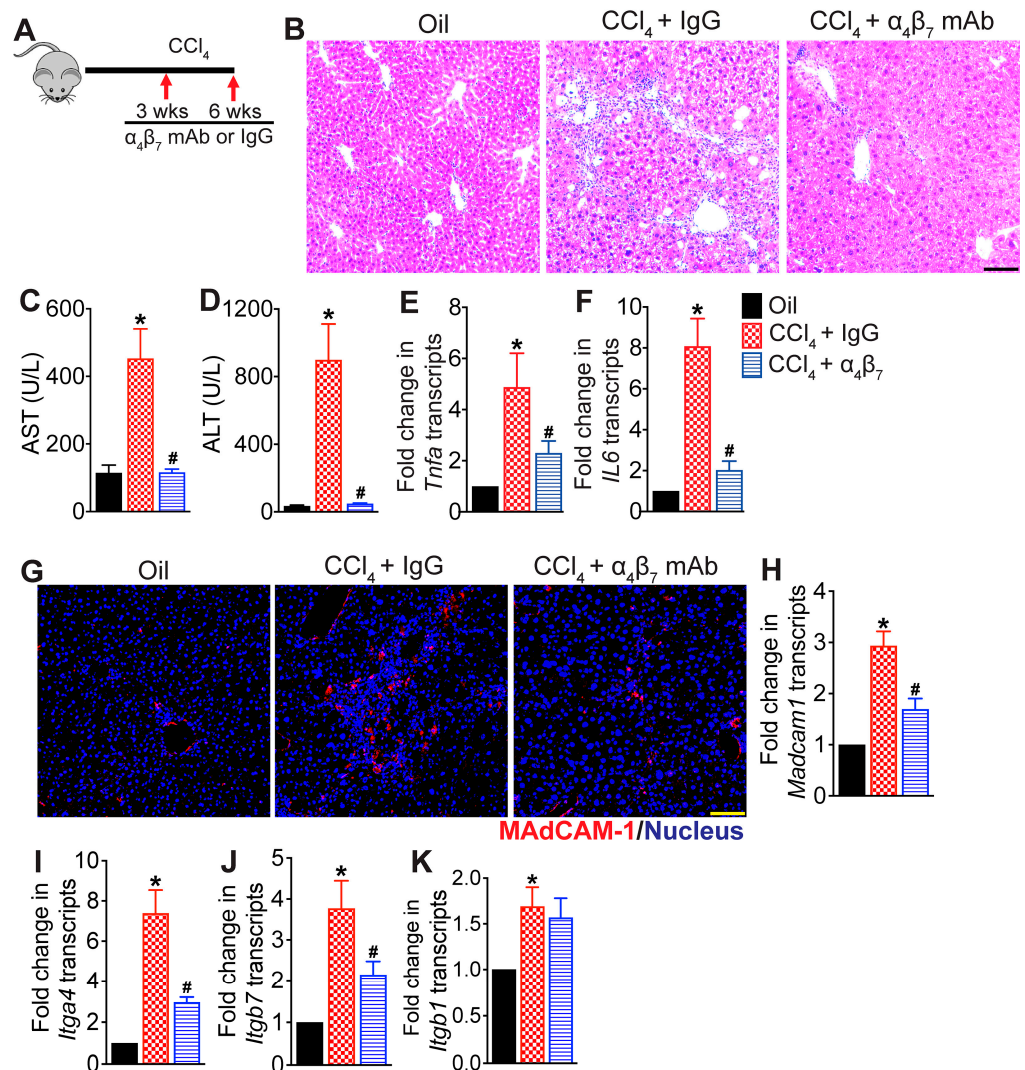 A
CCl₄
3 wks 6 wks
α₄β₇ mAb or IgG
B
Oil
CCl₄ + IgG
CCl₄ + α₄β₇ mAb
C
AST (U/L)
600
400
200
0
*
#
D
ALT (U/L)
1200
800
400
0
*
#
E
Fold change in
Tnfa transcripts
8
6
4
2
0
*
#
F
Fold change in
IL6 transcripts
10
8
6
4
2
0
*
#
Oil
CCl₄ + IgG
CCl₄ + α₄β₇
G
Oil
CCl₄ + IgG
CCl₄ + α₄β₇ mAb
MAdCAM-1/Nucleus
H
Fold change in
Madcam1 transcripts
4
3
2
1
0
*
#
I
Fold change in
Itga4 transcripts
10
8
6
4
2
0
*
#
J
Fold change in
Itgb7 transcripts
5
4
3
2
1
0
*
#
K
Fold change in
Itgb1 transcripts
2.0
1.5
1.0
0.5
0.0
*